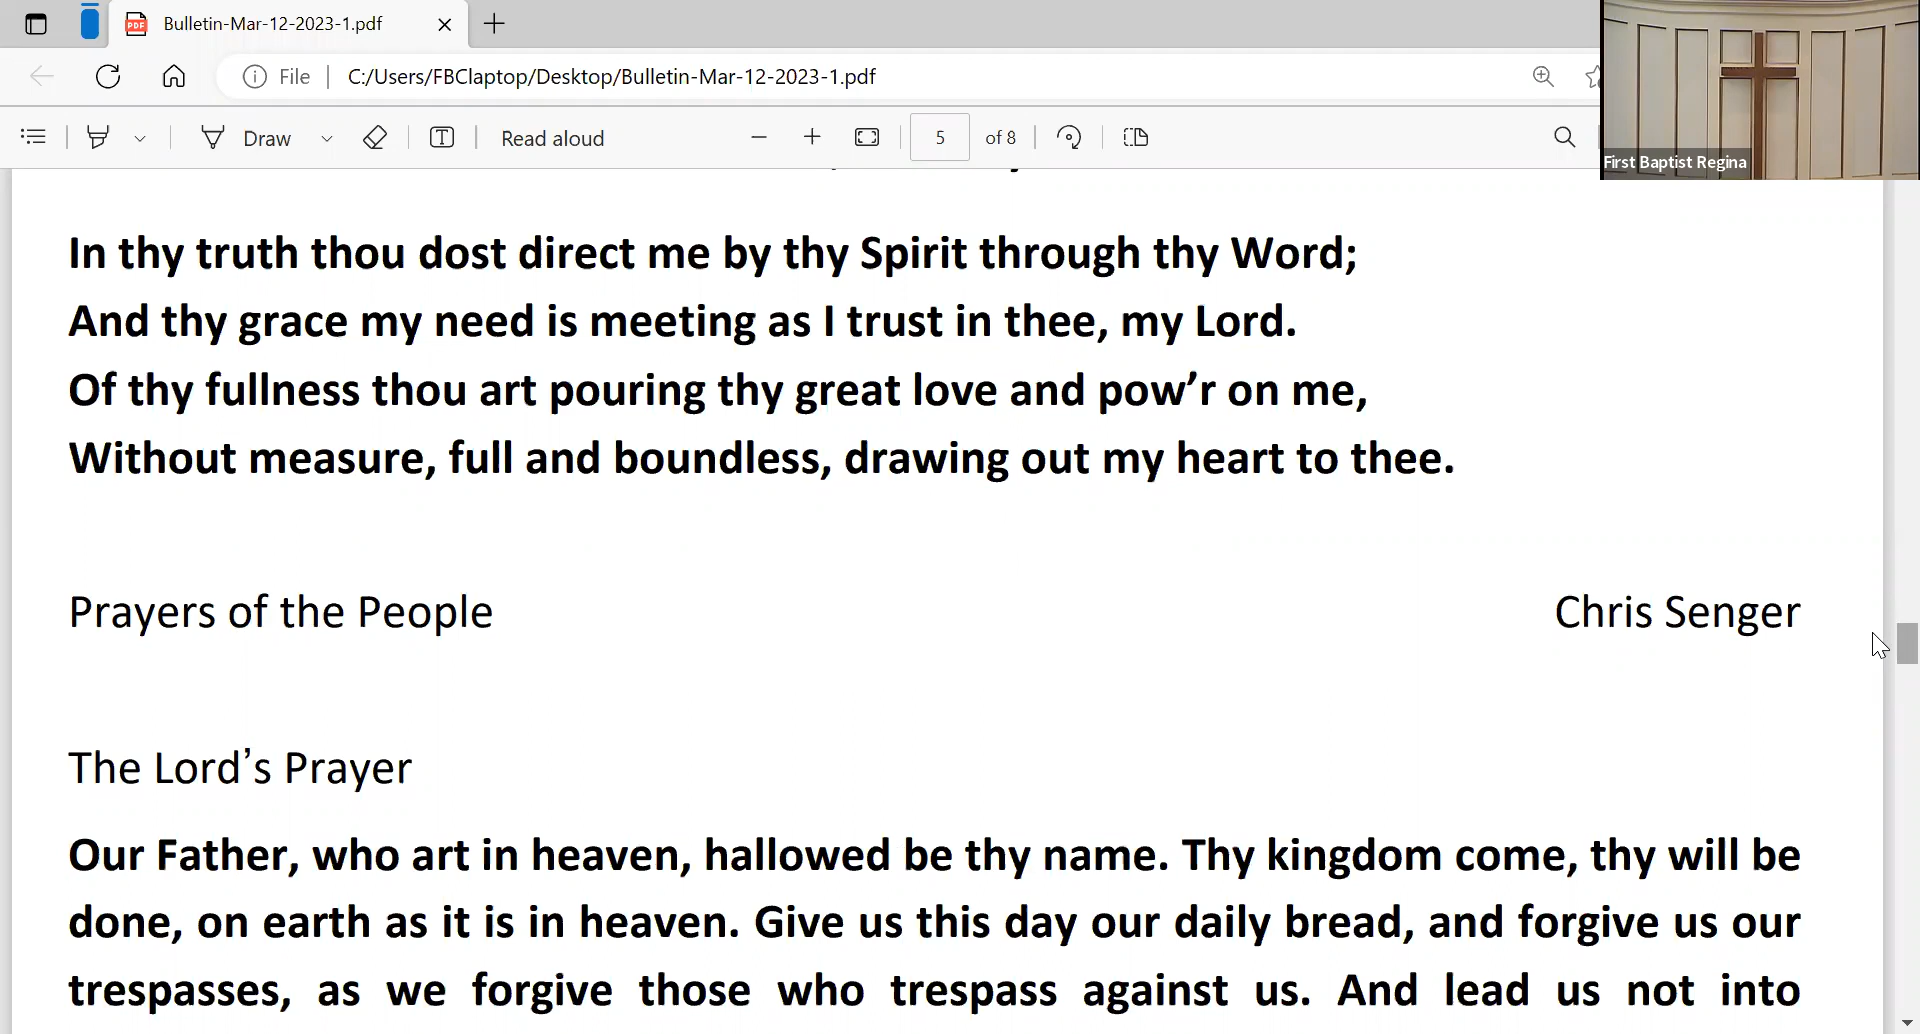 Bulletin-Mar-12-2023-1.pdf
File C:/Users/FBClaptop/Desktop/Bulletin-Mar-12-2023-1.pdf
Draw Read aloud 5 of 8
First Baptist Regina
In thy truth thou dost direct me by thy Spirit through thy Word;
And thy grace my need is meeting as I trust in thee, my Lord.
Of thy fullness thou art pouring thy great love and pow’r on me,
Without measure, full and boundless, drawing out my heart to thee.
Prayers of the People Chris Senger
The Lord’s Prayer
Our Father, who art in heaven, hallowed be thy name. Thy kingdom come, thy will be
done, on earth as it is in heaven. Give us this day our daily bread, and forgive us our
trespasses, as we forgive those who trespass against us. And lead us not into